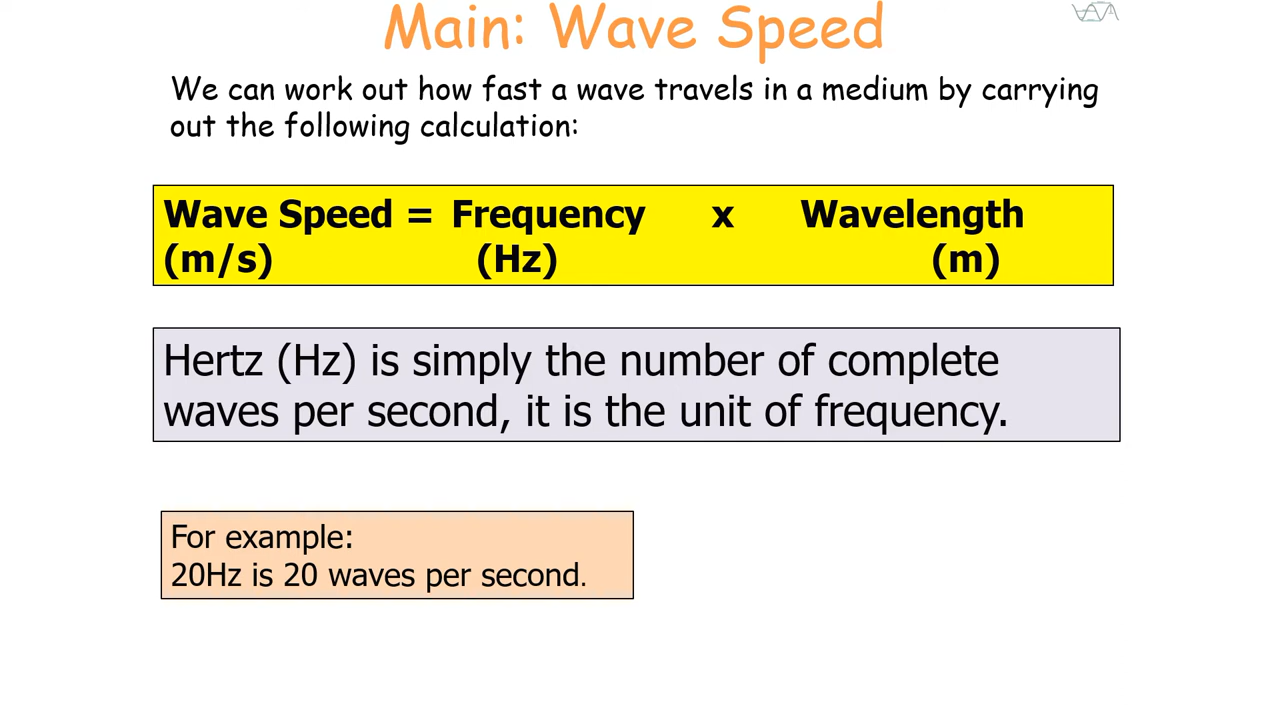 Main: Wave Speed
We can work out how fast a wave travels in a medium by carrying
out the following calculation:
Wave Speed = Frequency x Wavelength
(m/s) (Hz) (m)
Hertz (Hz) is simply the number of complete
waves per second, it is the unit of frequency.
For example:
20Hz is 20 waves per second.